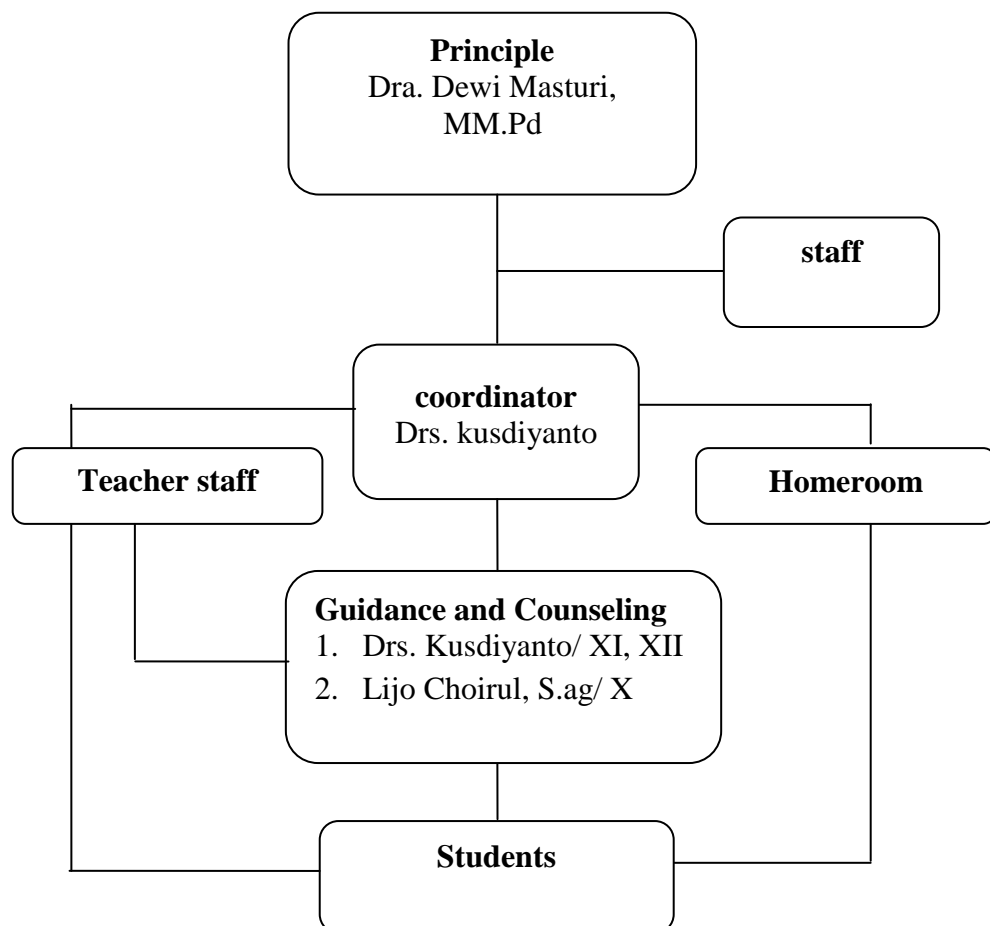 Principle
Dra. Dewi Masturi,
MM.Pd
staff
coordinator
Drs. kusdiyanto
Teacher staff
Homeroom
Guidance and Counseling
1. Drs. Kusdiyanto/ XI, XII
2. Lijo Choirul, S.ag/ X
Students